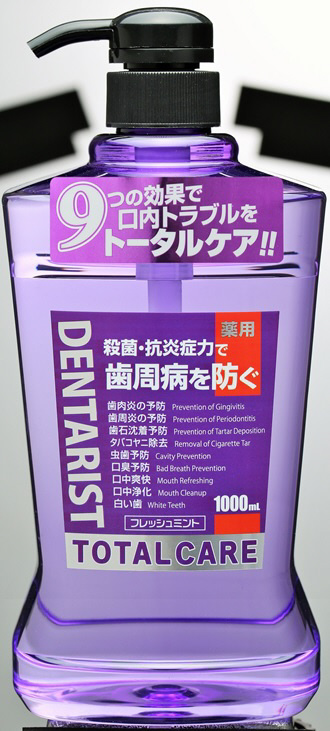 9つの効果で
口内トラブルを
トータルケア!!
DENTARIST
薬用
殺菌・抗炎症力で
歯周病を防ぐ
歯肉炎の予防 Prevention of Gingivitis
歯周炎の予防 Prevention of Periodontitis
歯石沈着予防 Prevention of Tartar Deposition
タバコヤニ除去 Removal of Cigarette Tar
虫歯予防 Cavity Prevention
口臭予防 Bad Breath Prevention
口中爽快 Mouth Refreshing
口中浄化 Mouth Cleanup
白い歯 White Teeth
1000mL
フレッシュミント
TOTALCARE